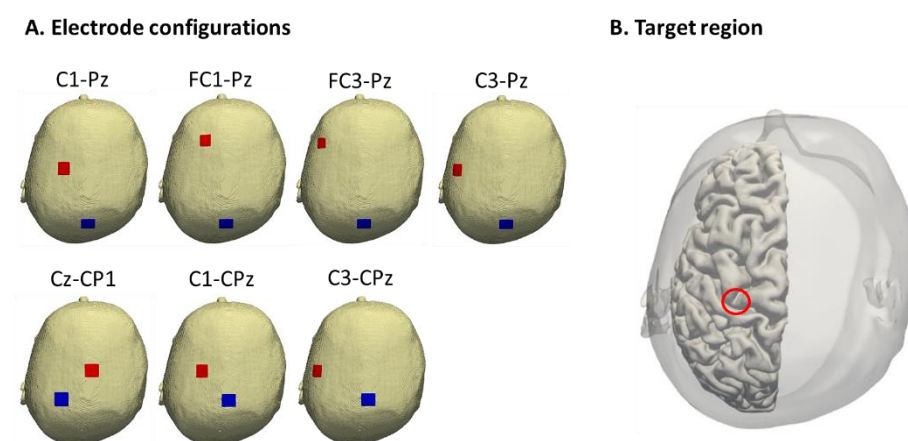 A. Electrode configurations
B. Target region
C1-Pz FC1-Pz FC3-Pz C3-Pz
Cz-CP1 C1-CPz C3-CPz